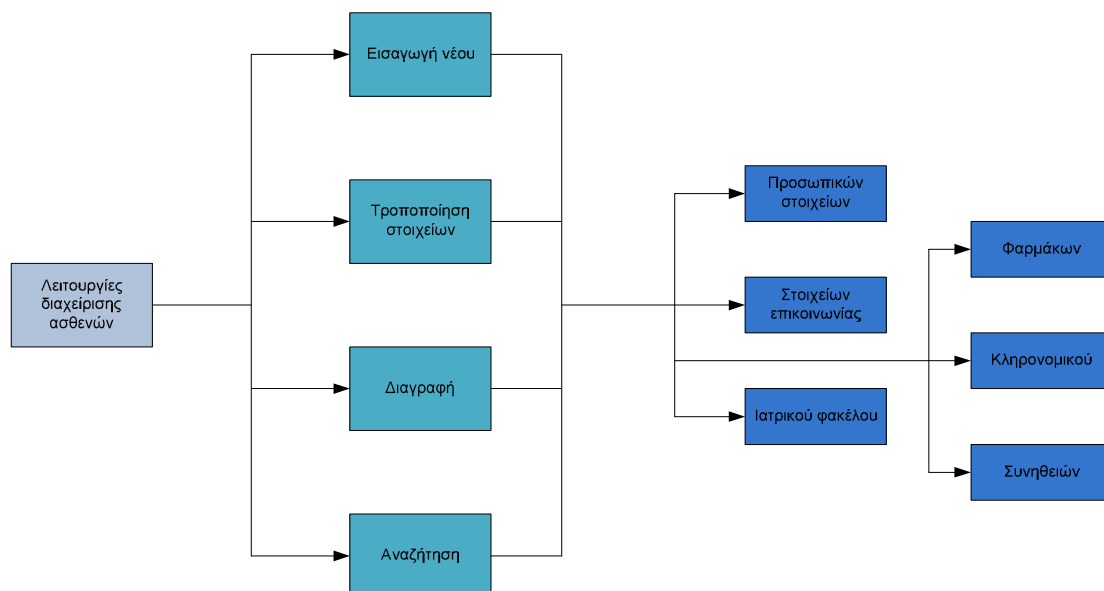 Λειτουργίες
διαχείρισης
ασθενών
Εισαγωγή νέου
Τροποποίηση
στοιχείων
Διαγραφή
Αναζήτηση
Προσωπικών
στοιχείων
Στοιχείων
επικοινωνίας
Ιατρικού φακέλου
Φαρμάκων
Κληρονομικού
Συνηθειών